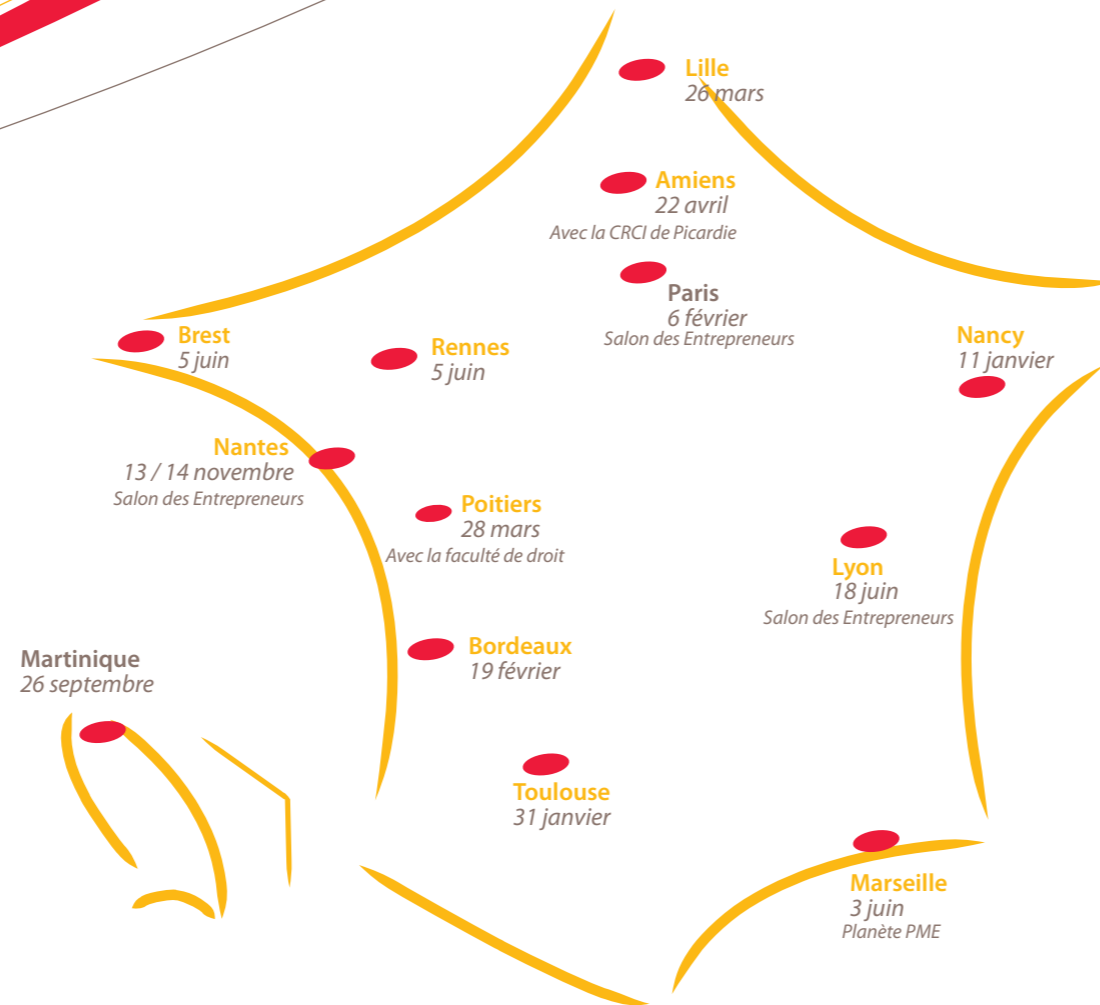 Lille
26 mars
Amiens
22 avril
Avec la CRCI de Picardie
Paris
6 février
Salon des Entrepreneurs
Brest
5 juin
Rennes
5 juin
Nancy
11 janvier
Nantes
13 / 14 novembre
Salon des Entrepreneurs
Poitiers
28 mars
Avec la faculté de droit
Lyon
18 juin
Salon des Entrepreneurs
Bordeaux
19 février
Martinique
26 septembre
Toulouse
31 janvier
Marseille
3 juin
Planète PME